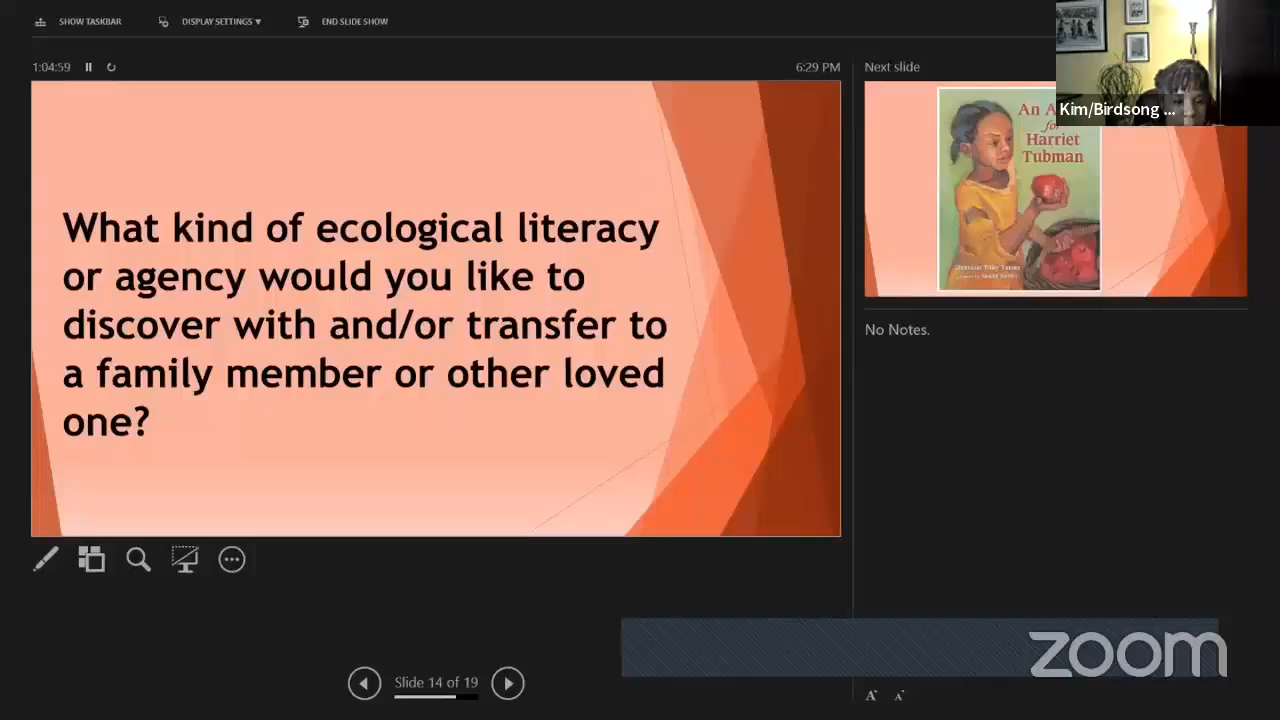 SHOW TASKBAR
DISPLAY SETTINGS ▾
END SLIDE SHOW
1:04:59
6:29 PM
Next slide
What kind of ecological literacy
or agency would you like to
discover with and/or transfer to
a family member or other loved
one?
An A
for
Harriet
Tubman
Kim/Birdsong ...
No Notes.
Slide 14 of 19
zoom
A A